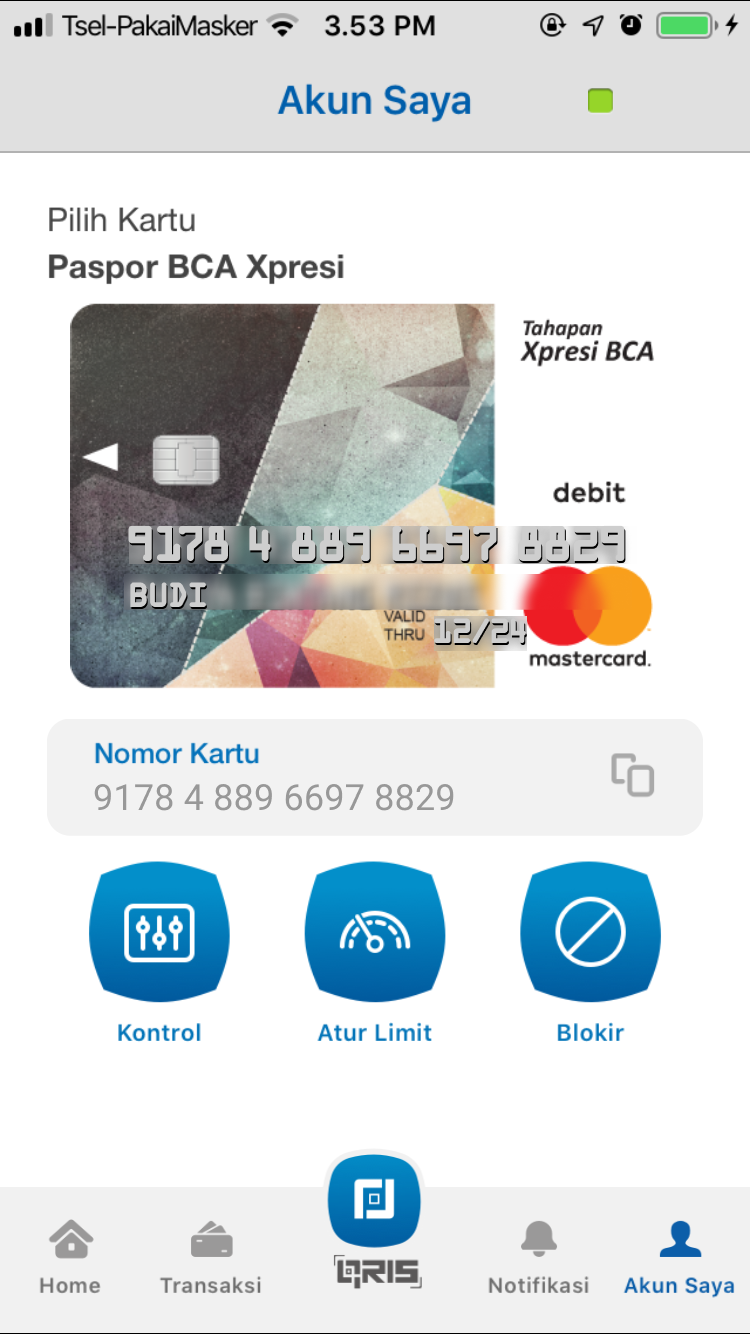 Tsel-PakaiMasker 3.53 PM
Akun Saya
Pilih Kartu
Paspor BCA Xpresi
Tahapan
Xpresi BCA
debit
9178 4 889 6697 8829
BUDI
VALID
THRU 12/24
mastercard.
Nomor Kartu
9178 4 889 6697 8829
Kontrol Atur Limit Blokir
QRIS
Home Transaksi Notifikasi Akun Saya